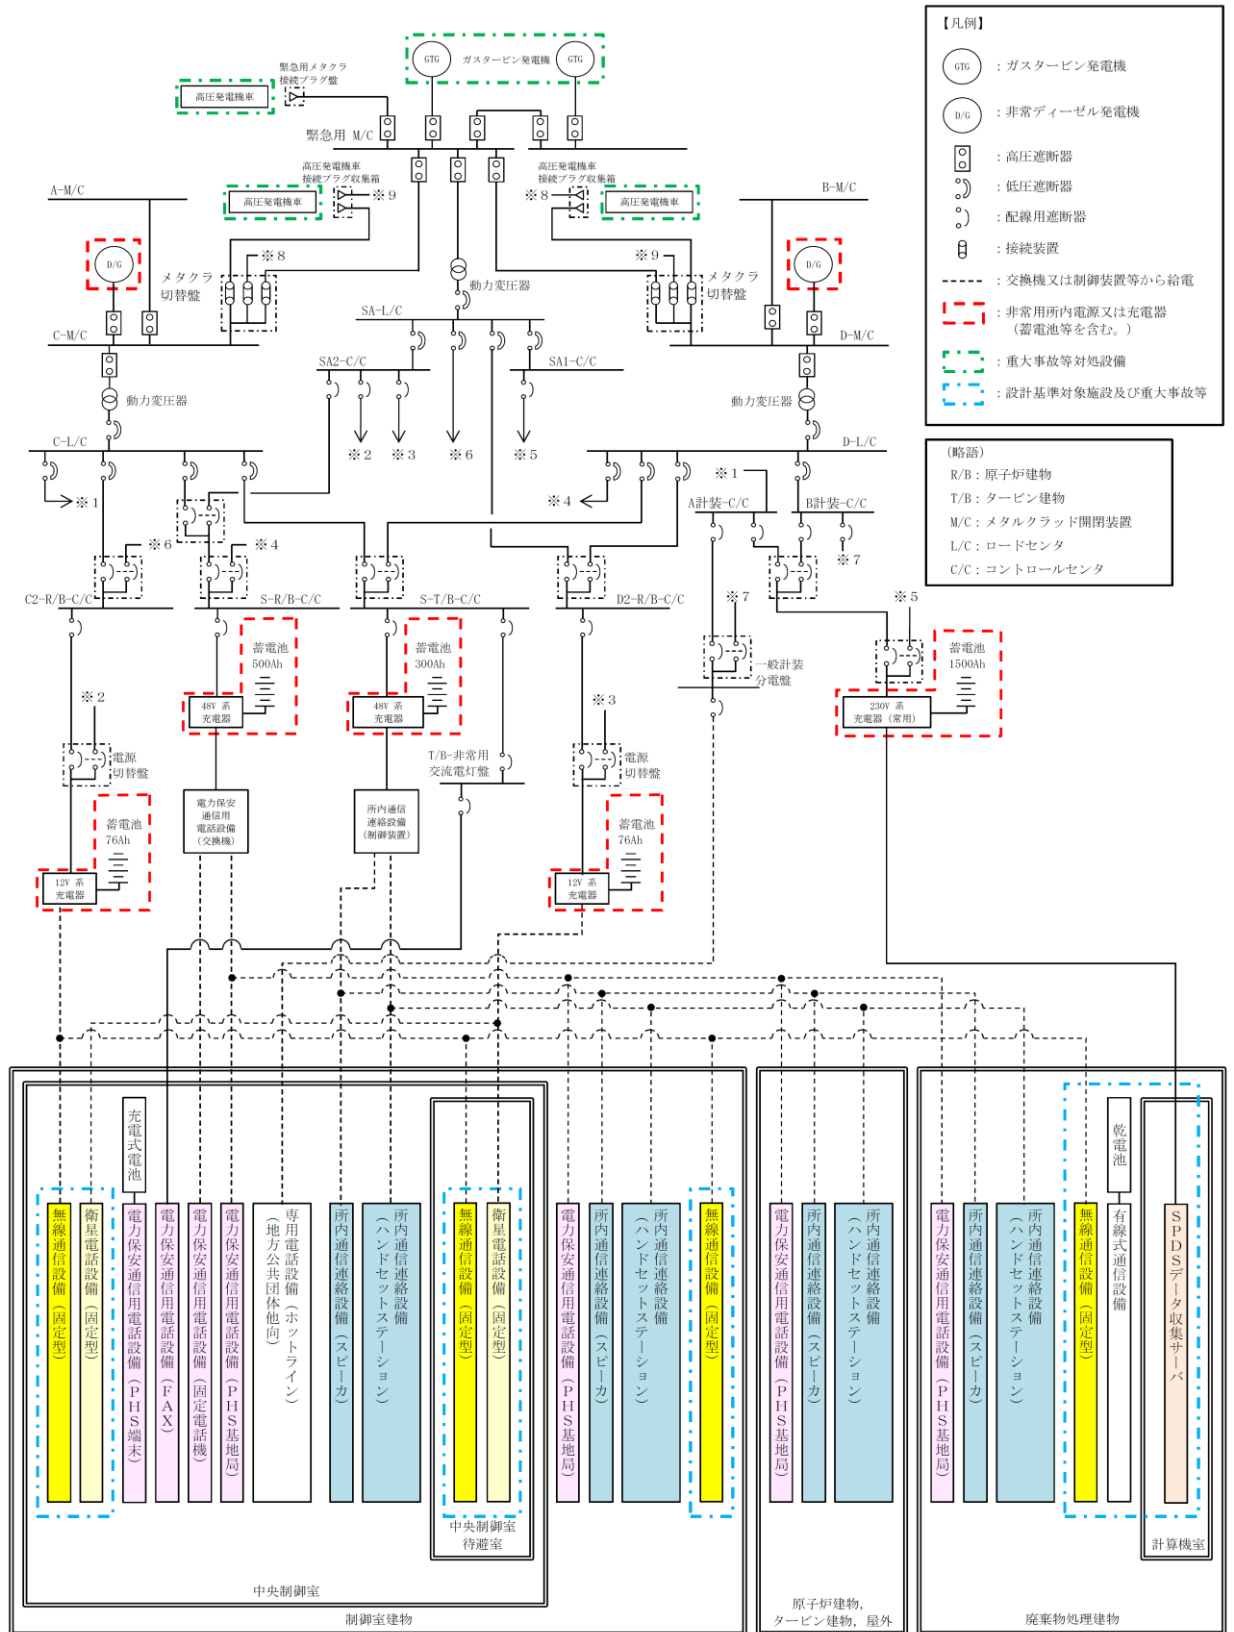 GTG
ガスタービン発電機
GTG
緊急用メタクラ
接続プラグ盤
高圧発電機車
緊急用 M/C
高圧発電機車
接続プラグ収集箱
高圧発電機車
接続プラグ収集箱
A-M/C
高圧発電機車
※9
※8
高圧発電機車
B-M/C
D/G
メタクラ
切替盤
※8
動力変圧器
※9
メタクラ
切替盤
D/G
SA-L/C
C-M/C
D-M/C
SA2-C/C
SA1-C/C
動力変圧器
動力変圧器
C-L/C
※2
※3
※6
※5
D-L/C
※1
※4
※1
A計装-C/C
B計装-C/C
※6
※4
※7
C2-R/B-C/C
S-R/B-C/C
S-T/B-C/C
D2-R/B-C/C
※7
※5
蓄電池
500Ah
蓄電池
300Ah
一般計装
分電盤
蓄電池
1500Ah
※2
48V 系
充電器
48V 系
充電器
※3
230V 系
充電器(常用)
電源
切替盤
T/B-非常用
交流電灯盤
電源
切替盤
蓄電池
76Ah
電力保安
通信用
電話設備
(交換機)
所内通信
連絡設備
(制御装置)
蓄電池
76Ah
12V 系
充電器
12V 系
充電器
【凡例】
GTG
:ガスタービン発電機
D/G
:非常ディーゼル発電機
:高圧遮断器
:低圧遮断器
:配線用遮断器
:接続装置
:交換機又は制御装置等から給電
:非常用所内電源又は充電器
(蓄電池等を含む。)
:重大事故等対処設備
:設計基準対象施設及び重大事故等
(略語)
R/B:原子炉建物
T/B:タービン建物
M/C:メタルクラッド開閉装置
L/C:ロードセンタ
C/C:コントロールセンタ
無線通信設備(固定型)
衛星電話設備(固定型)
充電式電池
電力保安通信用電話設備(PHS端末)
電力保安通信用電話設備(FAX)
電力保安通信用電話設備(固定電話機)
電力保安通信用電話設備(PHS基地局)
専用電話設備(ホットライン)
(地方公共団体他向)
所内通信連絡設備(スピーカ)
所内通信連絡設備
(ハンドセットステーション)
無線通信設備(固定型)
衛星電話設備(固定型)
中央制御室
待避室
中央制御室
電力保安通信用電話設備(PHS基地局)
所内通信連絡設備(スピーカ)
所内通信連絡設備
(ハンドセットステーション)
無線通信設備(固定型)
制御室建物
電力保安通信用電話設備(PHS基地局)
所内通信連絡設備(スピーカ)
所内通信連絡設備
(ハンドセットステーション)
原子炉建物,
タービン建物,屋外
電力保安通信用電話設備(PHS基地局)
所内通信連絡設備(スピーカ)
所内通信連絡設備
(ハンドセットステーション)
無線通信設備(固定型)
乾電池
有線式通信設備
SPDSデータ収集サーバ
計算機室
廃棄物処理建物